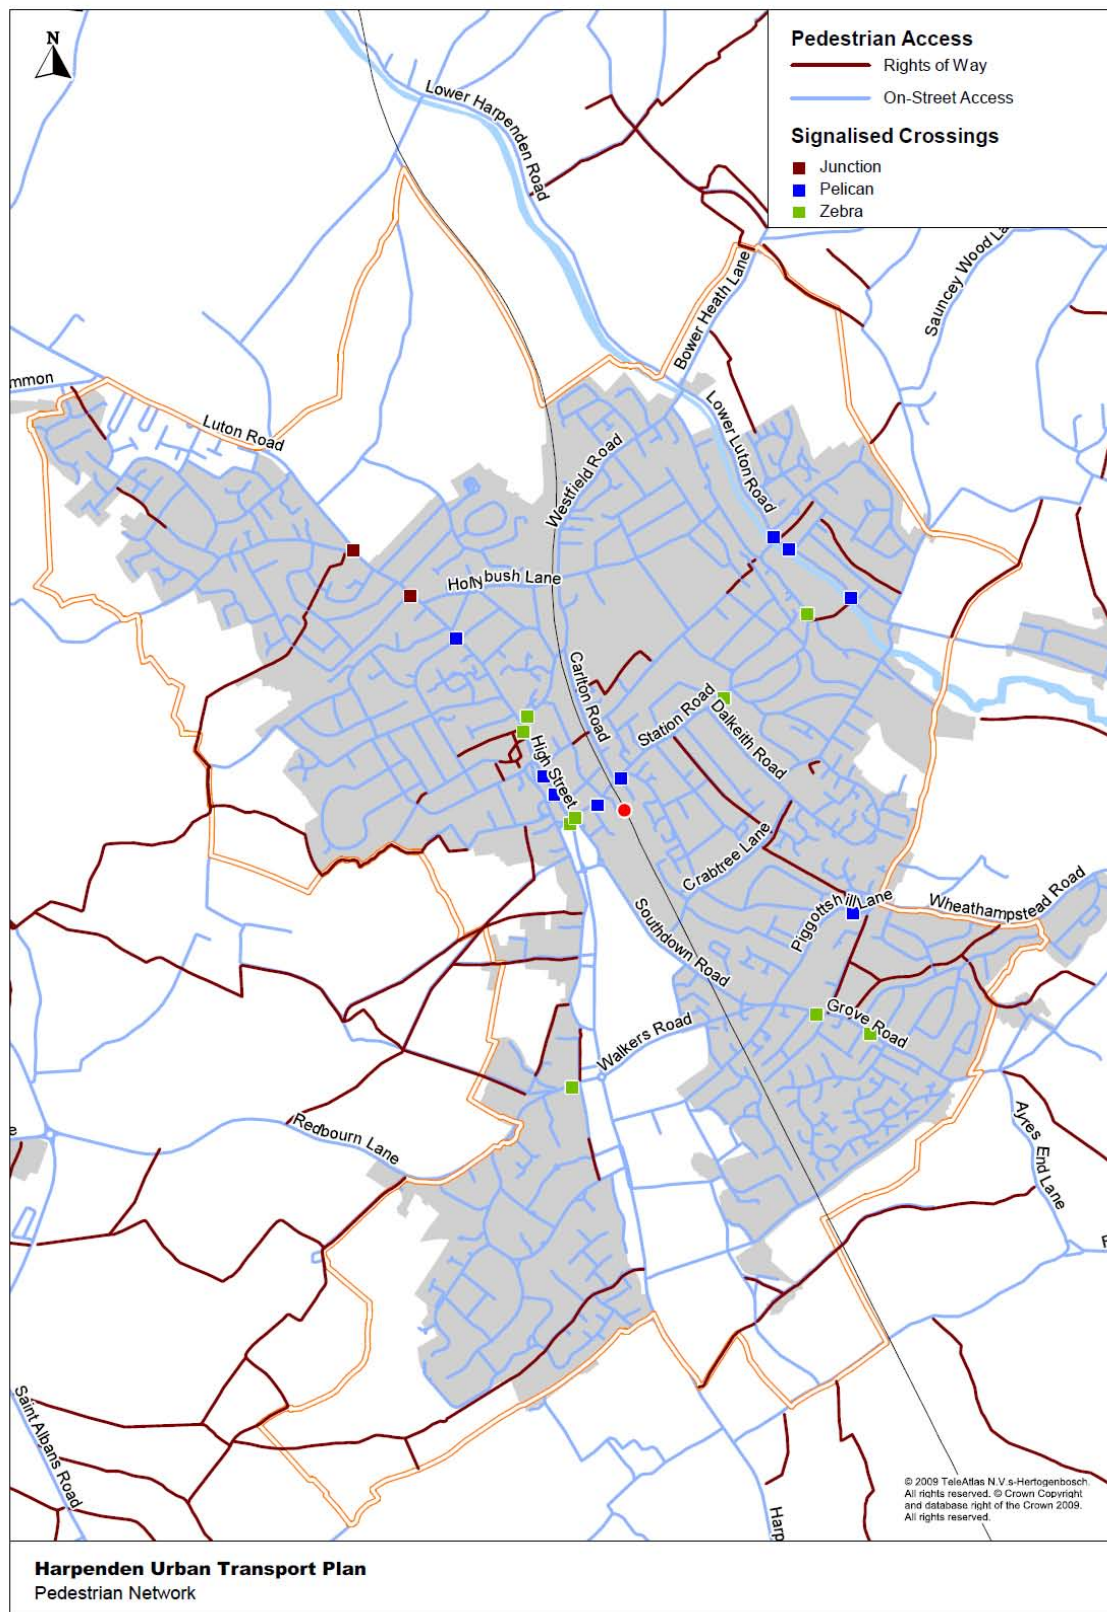 N
Pedestrian Access
Rights of Way
On-Street Access
Signalised Crossings
Junction
Pelican
Zebra
Lower Harpenden Road
Sauncey Wood La
Bower Heath Lane
mmon
Luton Road
Lower Luton Road
Westfield Road
Hollybush Lane
Carlton Road
Station Road
Dalkeith Road
High Street
Crabtree Lane
Piggottshill Lane
Wheathampstead Road
Southdown Road
Grove Road
Walkers Road
Redbourn Lane
e
Ayres End Lane
Saint Albans Road
Harp
© 2009 TeleAtlas N.V.s-Hertogenbosch.
All rights reserved. © Crown Copyright
and database right of the Crown 2009.
All rights reserved.
Harpenden Urban Transport Plan
Pedestrian Network